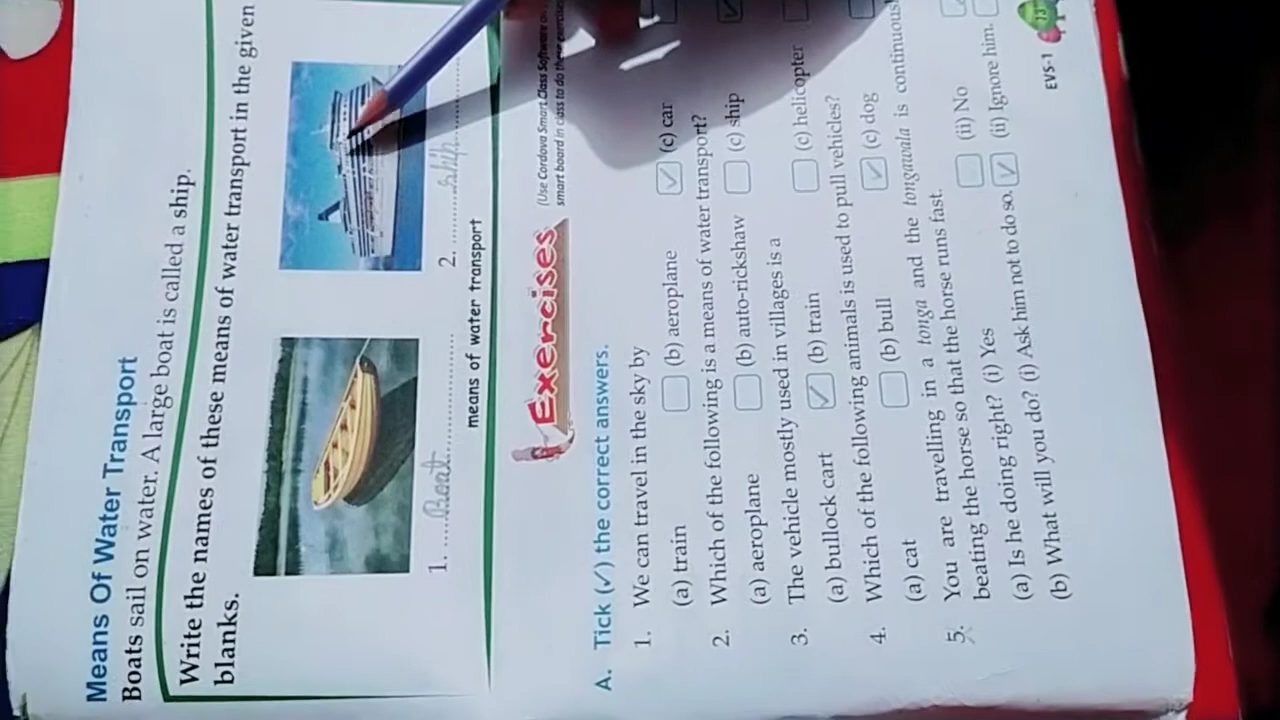 Means Of Water Transport
Boats sail on water. A large boat is called a ship.
Write the names of these means of water transport in the given
blanks.
1. Boat 2. ship
means of water transport
Exercises
(Use Cordova Smart Class Software on
smart board in class to do these exercises
A. Tick (✓) the correct answers.
1. We can travel in the sky by
(a) train (b) aeroplane ✓ (c) car
2. Which of the following is a means of water transport?
(a) aeroplane (b) auto-rickshaw (c) ship ✓
3. The vehicle mostly used in villages is a
(a) bullock cart ✓ (b) train (c) helicopter
4. Which of the following animals is used to pull vehicles?
(a) cat (b) bull ✓ (c) dog
5. You are travelling in a tonga and the tongawala is continuousl
beating the horse so that the horse runs fast.
(a) Is he doing right? (i) Yes (ii) No
(b) What will you do? (i) Ask him not to do so. ✓ (ii) Ignore him.
EVS-1